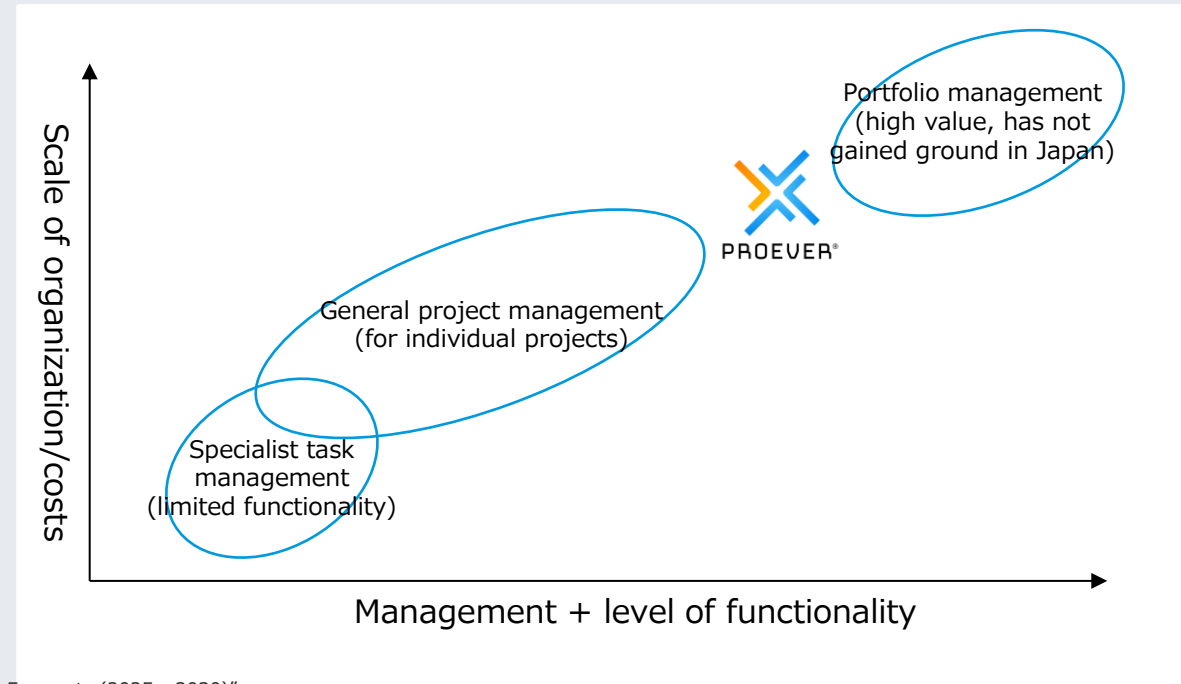 Portfolio management
(high value, has not
gained ground in Japan)
PROEVER®
General project management
(for individual projects)
Specialist task
management
(limited functionality)
Scale of organization/costs
Management + level of functionality